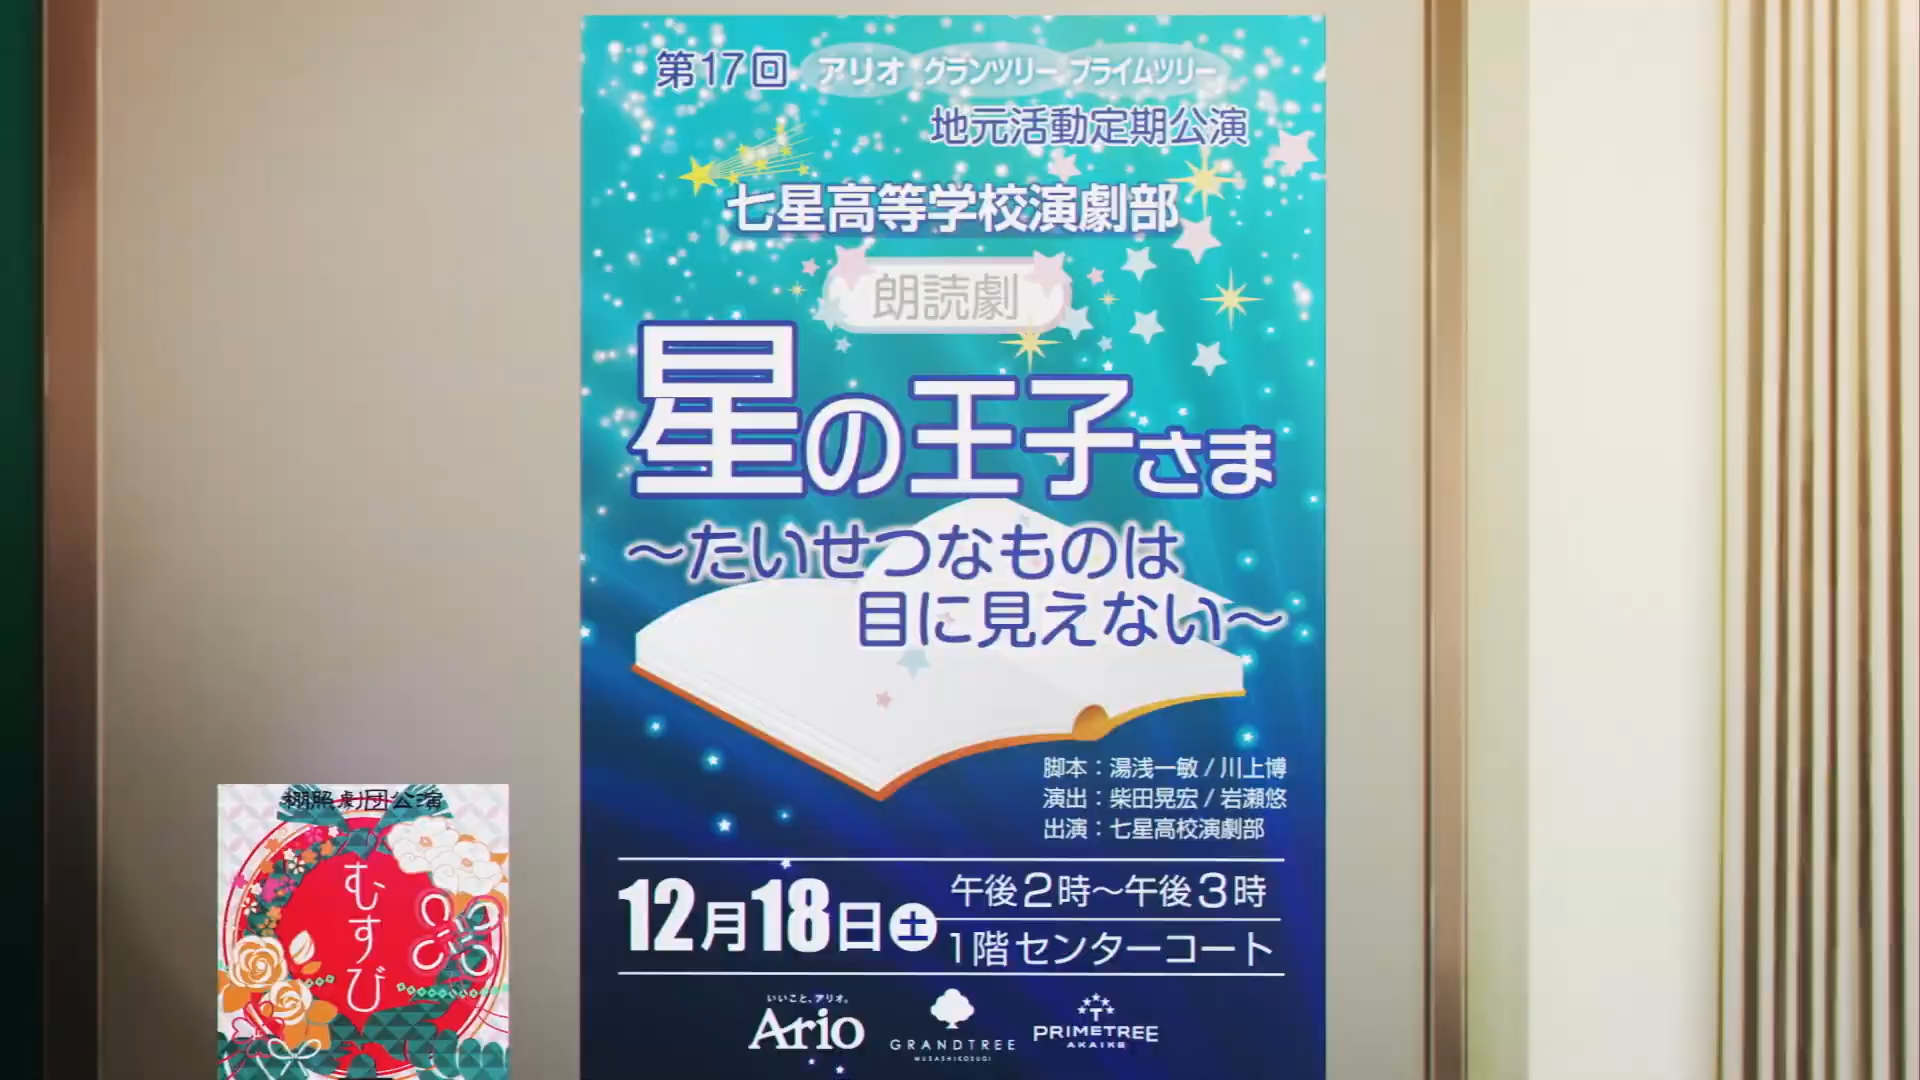 第17回 アリオ グランツリー プライムツリー
地元活動定期公演
七星高等学校演劇部
朗読劇
星の王子さま
～たいせつなものは
目に見えない～
脚本：湯浅一敏 / 川上博
演出：柴田晃宏 / 岩瀬悠
出演：七星高校演劇部
12月18日土
午後2時～午後3時
1階センターコート
いいこと、アリオ。
Ario
GRANDTREE
MUSASHIKOSUGI
PRIMETREE
AKAIKE
棚照劇団公演
むすび